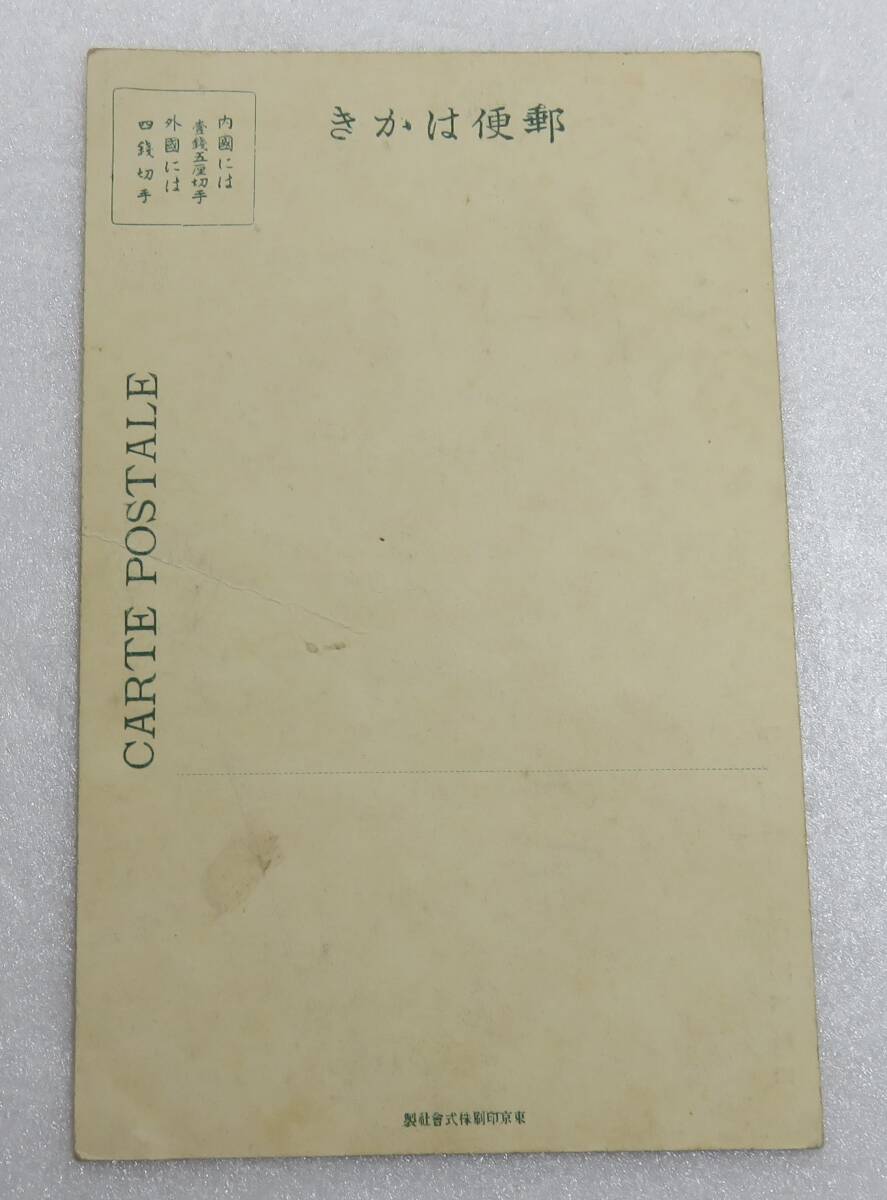 郵便はかき
内國には
壹錢五厘切手
外國には
四錢切手
CARTE POSTALE
東京印刷株式會社製